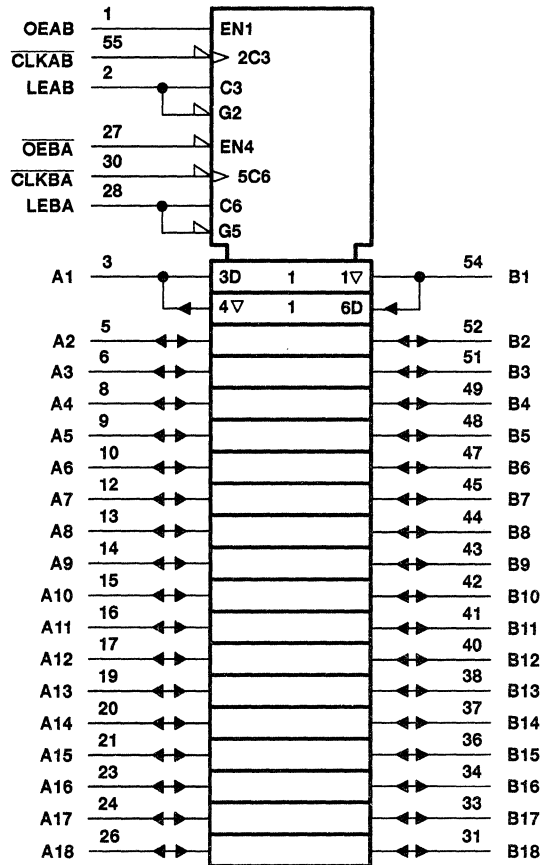 OEAB 1 EN1
CLKAB 55 2C3
LEAB 2 C3
G2
OEBA 27 EN4
CLKBA 30 5C6
LEBA 28 C6
G5
A1 3 3D 1 1▽ 54 B1
4▽ 1 6D
A2 5 52 B2
A3 6 51 B3
A4 8 49 B4
A5 9 48 B5
A6 10 47 B6
A7 12 45 B7
A8 13 44 B8
A9 14 43 B9
A10 15 42 B10
A11 16 41 B11
A12 17 40 B12
A13 19 38 B13
A14 20 37 B14
A15 21 36 B15
A16 23 34 B16
A17 24 33 B17
A18 26 31 B18